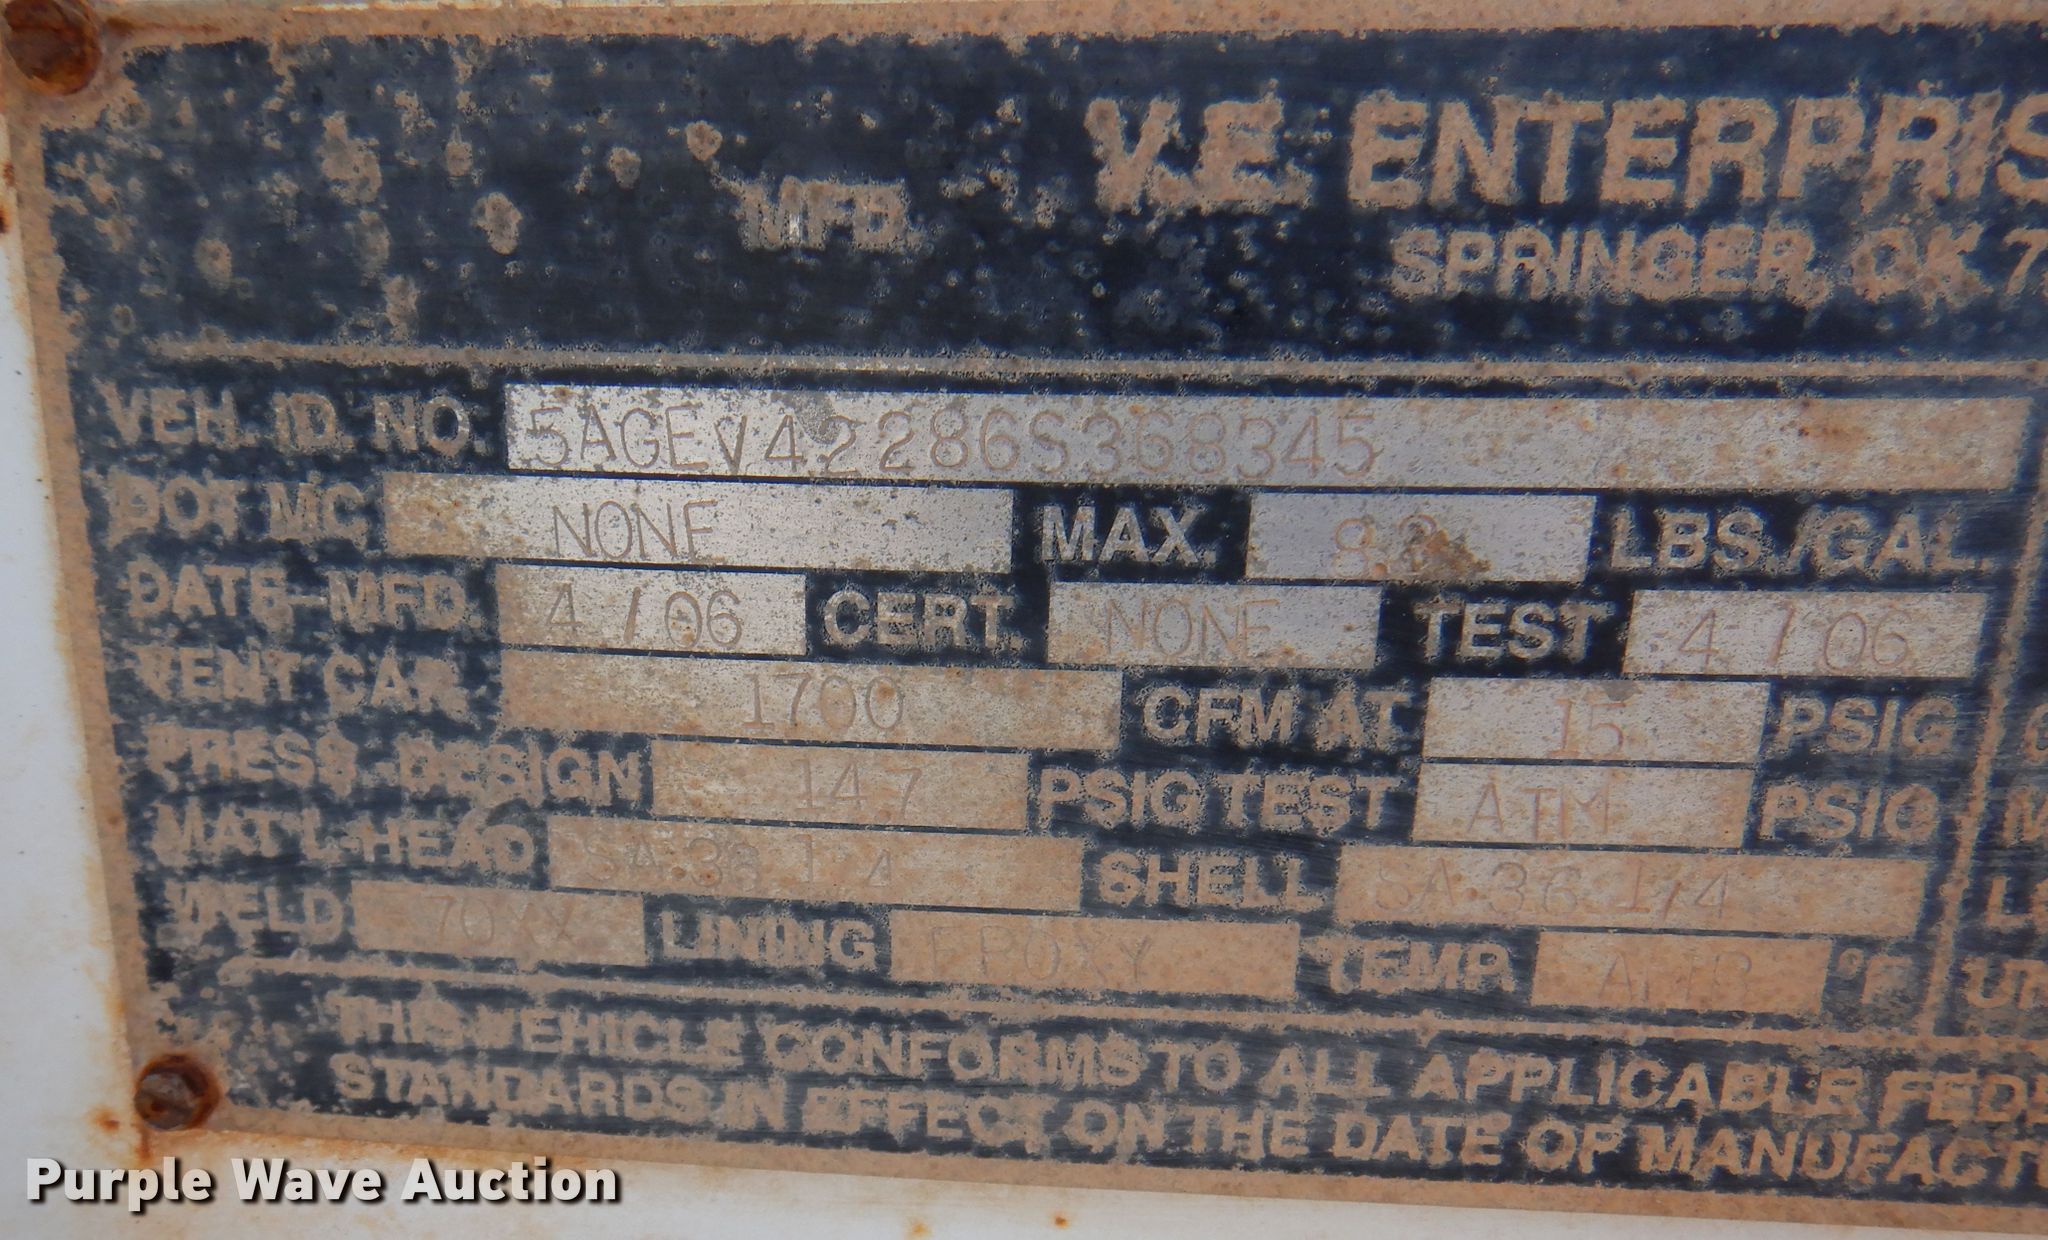 V.E. ENTERPRIS
MFD.
SPRINGER, OK 7
VEH. ID. NO. 5AGEV42286S368345
DOT MC NONE MAX. LBS./GAL.
DATE-MFD. 4/06 CERT. NONE TEST 4/06
VENT CAP. 1700 CFM AT 15 PSIG
PRESS. DESIGN 14.7 PSIG TEST ATM PSIG
MAT'L-HEAD SA 36 1/4 SHELL SA 36 1/4
WELD 70XX LINING EPOXY TEMP. °F
THIS VEHICLE CONFORMS TO ALL APPLICABLE FEDE
STANDARDS IN EFFECT ON THE DATE OF MANUFACTU
Purple Wave Auction